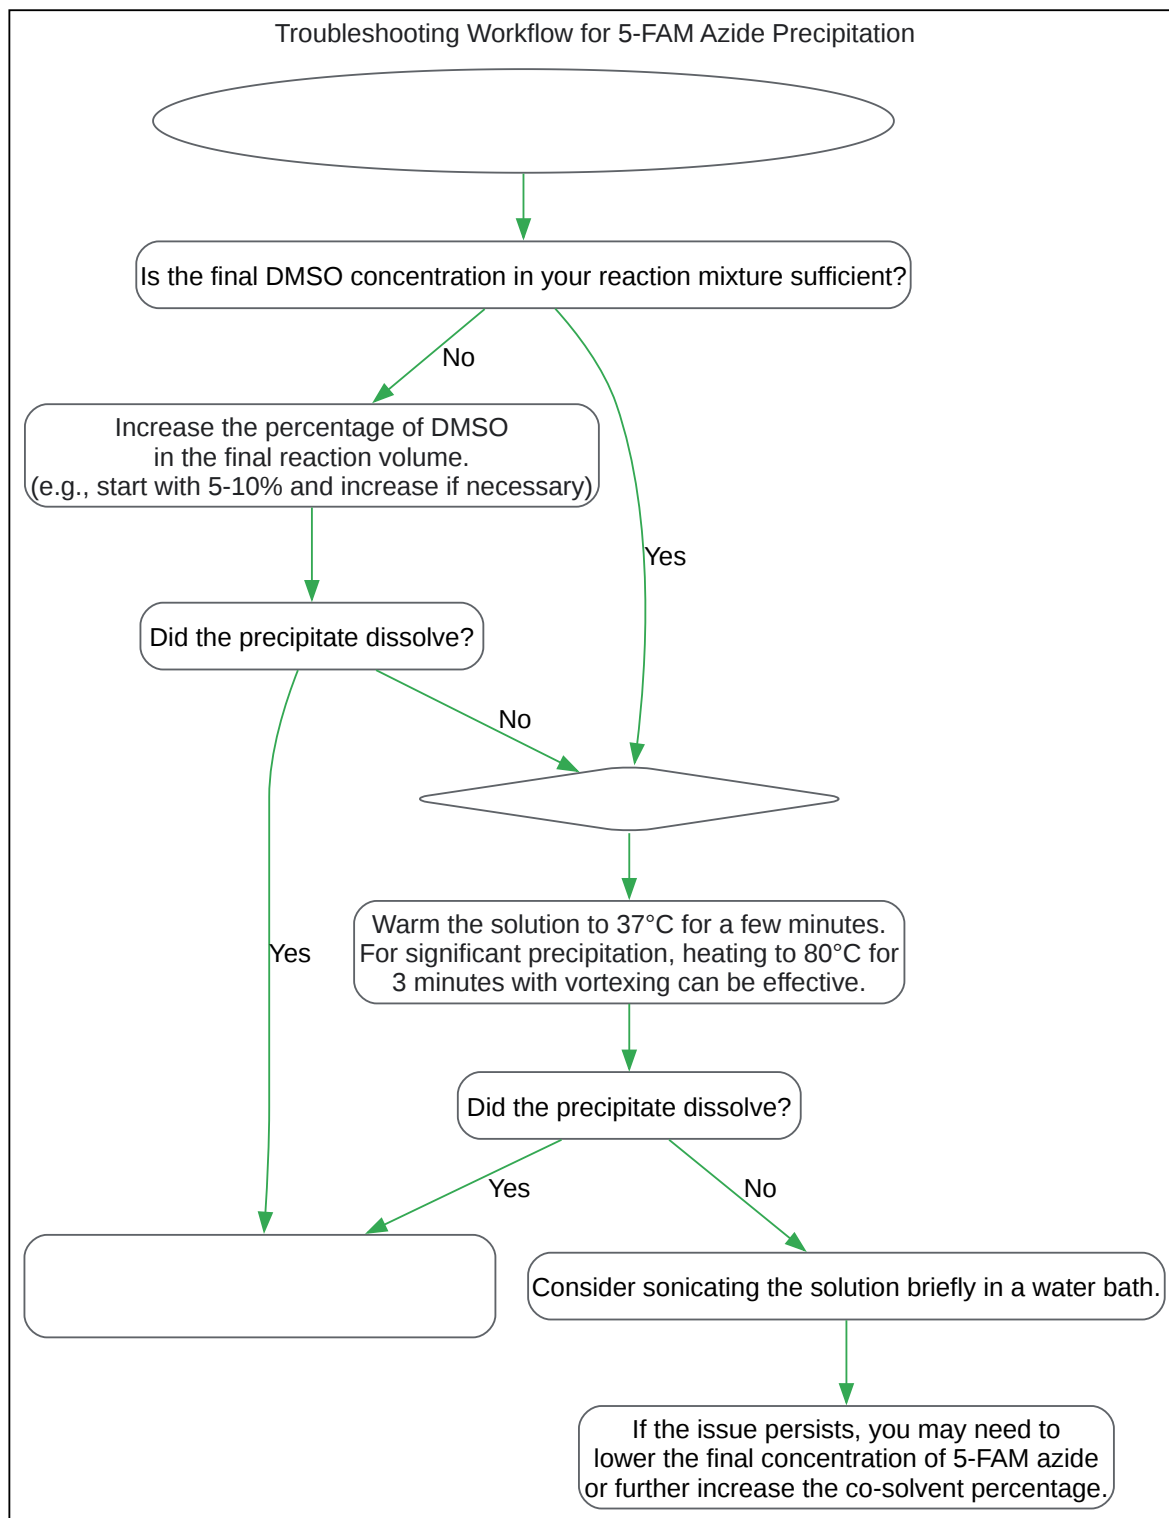 Troubleshooting Workflow for 5-FAM Azide Precipitation
Is the final DMSO concentration in your reaction mixture sufficient?
No
Increase the percentage of DMSO
in the final reaction volume.
(e.g., start with 5-10% and increase if necessary)
Yes
Did the precipitate dissolve?
No
Warm the solution to 37°C for a few minutes.
For significant precipitation, heating to 80°C for
3 minutes with vortexing can be effective.
Yes
Did the precipitate dissolve?
Yes
No
Consider sonicating the solution briefly in a water bath.
If the issue persists, you may need to
lower the final concentration of 5-FAM azide
or further increase the co-solvent percentage.